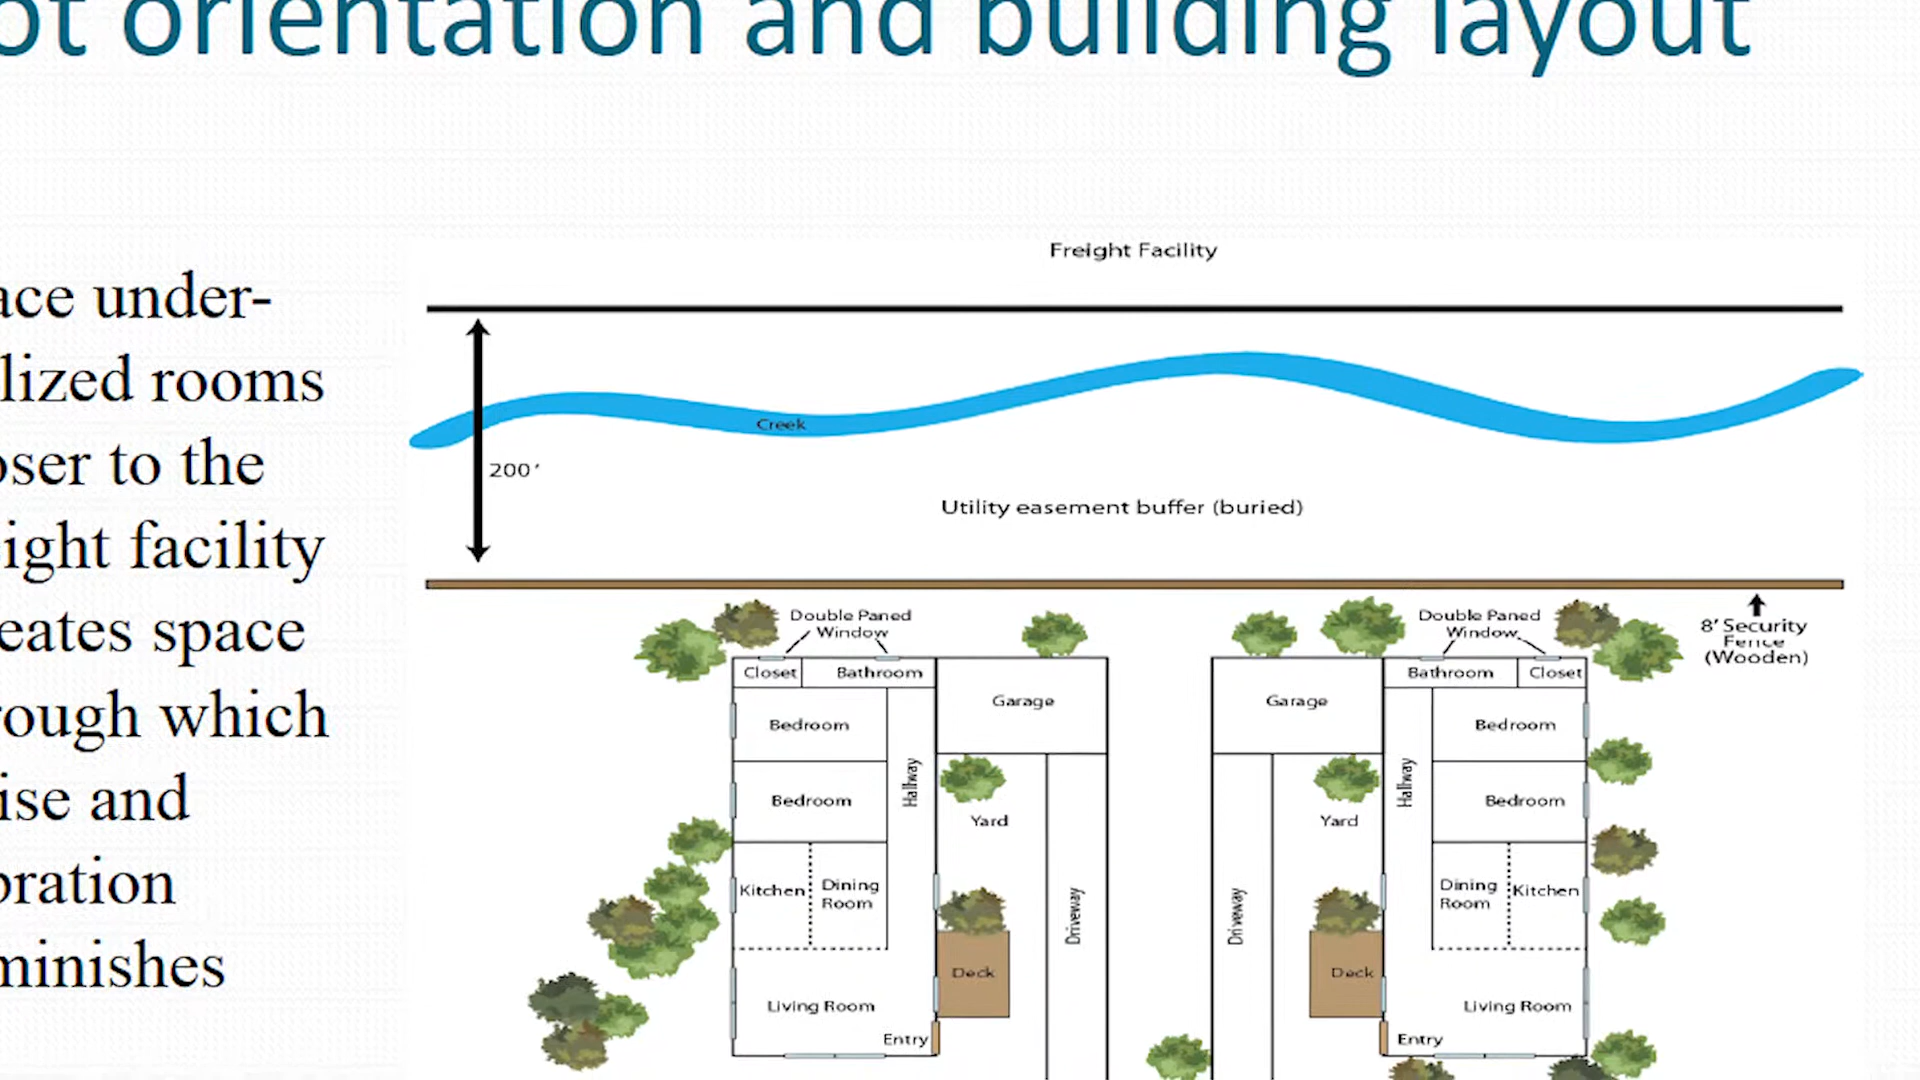 ot orientation and building layout
ace under-
lized rooms
oser to the
ight facility
eates space
rough which
ise and
bration
minishes
Freight Facility
Creek
200'
Utility easement buffer (buried)
Double Paned
Window
Double Paned
Window
8' Security
Fence
(Wooden)
Closet
Bathroom
Garage
Garage
Bathroom
Closet
Bedroom
Bedroom
Hallway
Hallway
Bedroom
Bedroom
Yard
Yard
Kitchen
Dining
Room
Driveway
Driveway
Dining
Room
Kitchen
Deck
Deck
Living Room
Living Room
Entry
Entry